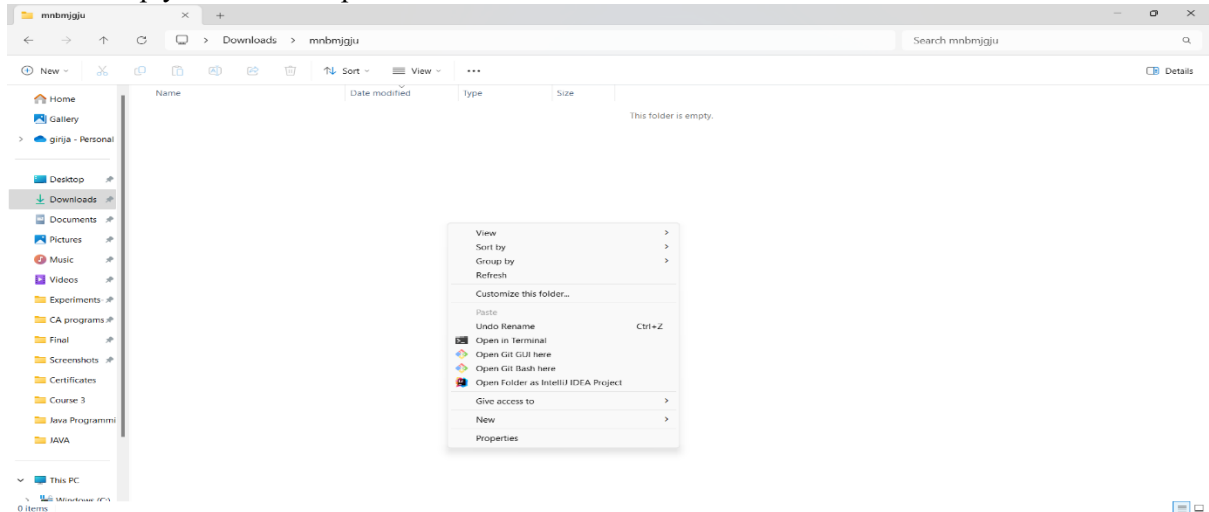 mnbmjgju
Downloads > mnbmjgju
Search mnbmjgju
New
Sort
View
Details
Name Date modified Type Size
This folder is empty.
Home
Gallery
girija - Personal
Desktop
Downloads
Documents
Pictures
Music
Videos
Experiments-
CA programs
Final
Screenshots
Certificates
Course 3
Java Programmi
JAVA
This PC
Windows (C:)
0 items
View
Sort by
Group by
Refresh
Customize this folder...
Paste
Undo Rename Ctrl+Z
Open in Terminal
Open Git GUI here
Open Git Bash here
Open Folder as IntelliJ IDEA Project
Give access to
New
Properties